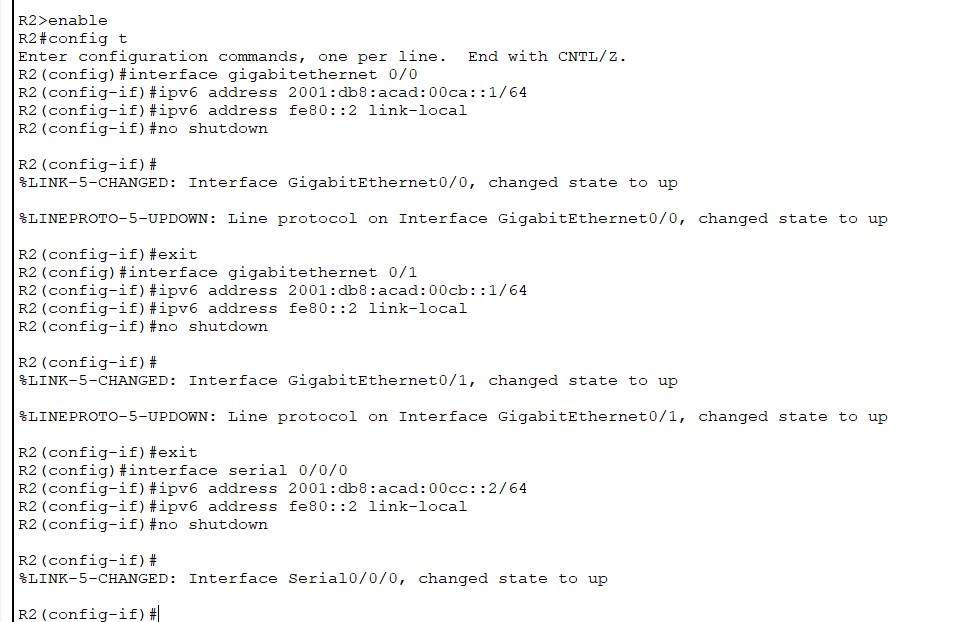 R2>enable
R2#config t
Enter configuration commands, one per line.  End with CNTL/Z.
R2(config)#interface gigabitethernet 0/0
R2(config-if)#ipv6 address 2001:db8:acad:00ca::1/64
R2(config-if)#ipv6 address fe80::2 link-local
R2(config-if)#no shutdown
R2(config-if)#
%LINK-5-CHANGED: Interface GigabitEthernet0/0, changed state to up
%LINEPROTO-5-UPDOWN: Line protocol on Interface GigabitEthernet0/0, changed state to up
R2(config-if)#exit
R2(config)#interface gigabitethernet 0/1
R2(config-if)#ipv6 address 2001:db8:acad:00cb::1/64
R2(config-if)#ipv6 address fe80::2 link-local
R2(config-if)#no shutdown
R2(config-if)#
%LINK-5-CHANGED: Interface GigabitEthernet0/1, changed state to up
%LINEPROTO-5-UPDOWN: Line protocol on Interface GigabitEthernet0/1, changed state to up
R2(config-if)#exit
R2(config)#interface serial 0/0/0
R2(config-if)#ipv6 address 2001:db8:acad:00cc::2/64
R2(config-if)#ipv6 address fe80::2 link-local
R2(config-if)#no shutdown
R2(config-if)#
%LINK-5-CHANGED: Interface Serial0/0/0, changed state to up
R2(config-if)#